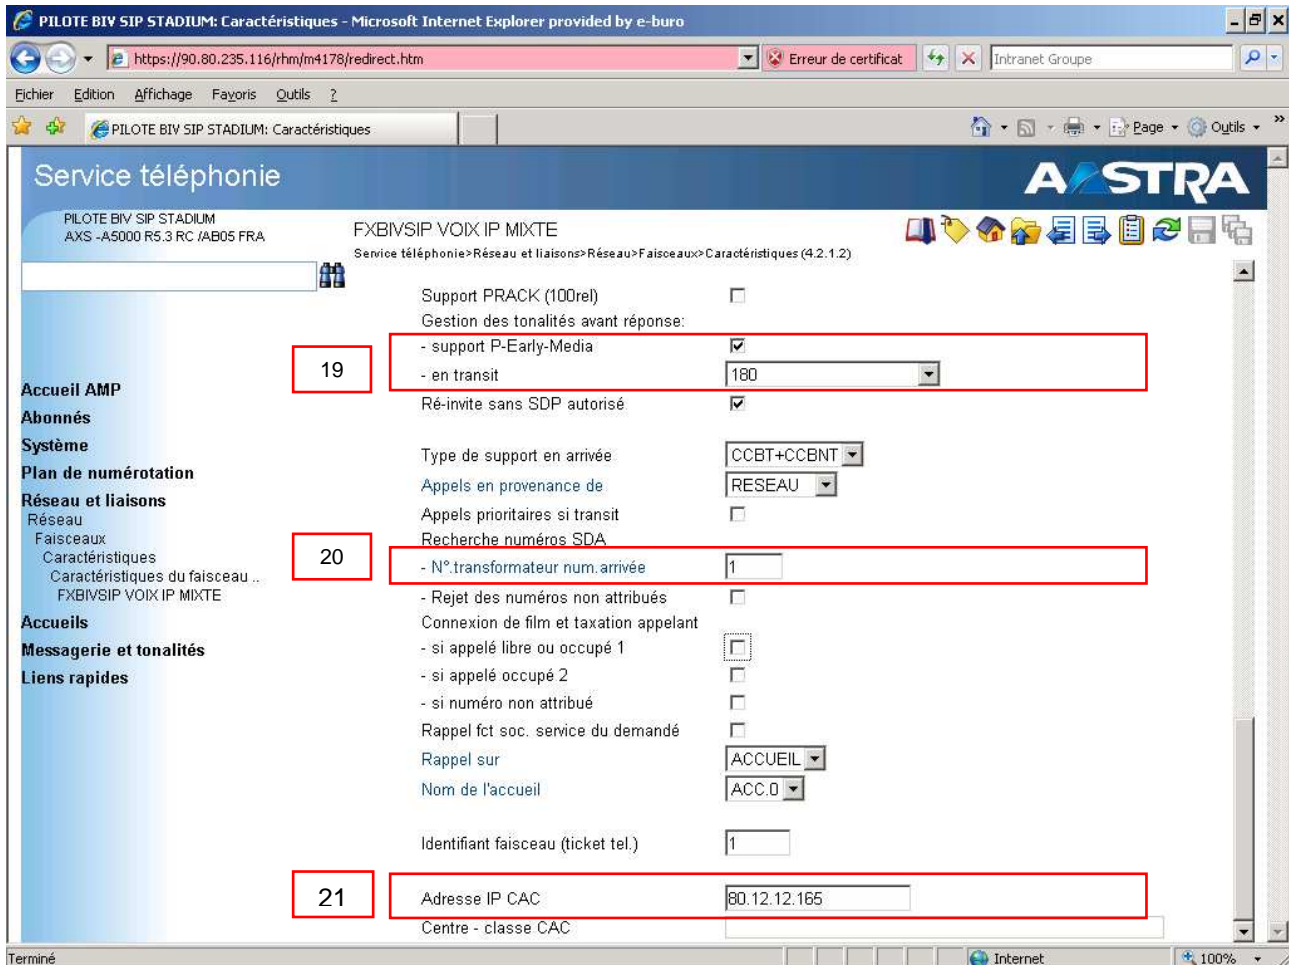 PILOTE BIV SIP STADIUM: Caractéristiques - Microsoft Internet Explorer provided by e-buro
https://90.80.235.116/rhm/m4178/redirect.htm
Erreur de certificat
Intranet Groupe
Fichier Edition Affichage Favoris Outils ?
PILOTE BIV SIP STADIUM: Caractéristiques
Page Outils »
Service téléphonie
AASTRA
PILOTE BIV SIP STADIUM
AXS -A5000 R5.3 RC /AB05 FRA
FXBIVSIP VOIX IP MIXTE
Service téléphonie>Réseau et liaisons>Réseau>Faisceaux>Caractéristiques (4.2.1.2)
Accueil AMP
Abonnés
Système
Plan de numérotation
Réseau et liaisons
Réseau
Faisceaux
Caractéristiques
Caractéristiques du faisceau ..
FXBIVSIP VOIX IP MIXTE
Accueils
Messagerie et tonalités
Liens rapides
Support PRACK (100rel)
Gestion des tonalités avant réponse:
19
- support P-Early-Media
- en transit 180
Ré-invite sans SDP autorisé
Type de support en arrivée CCBT+CCBNT
Appels en provenance de RESEAU
Appels prioritaires si transit
Recherche numéros SDA
20
- N°.transformateur num.arrivée 1
- Rejet des numéros non attribués
Connexion de film et taxation appelant
- si appelé libre ou occupé 1
- si appelé occupé 2
- si numéro non attribué
Rappel fct soc. service du demandé
Rappel sur ACCUEIL
Nom de l'accueil ACC.0
Identifiant faisceau (ticket tel.) 1
21
Adresse IP CAC 80.12.12.165
Centre - classe CAC
Terminé
Internet
100%